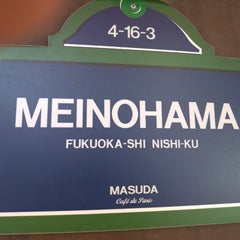 4-16-3
MEINOHAMA
FUKUOKA-SHI NISHI-KU
MASUDA
Café de Paris